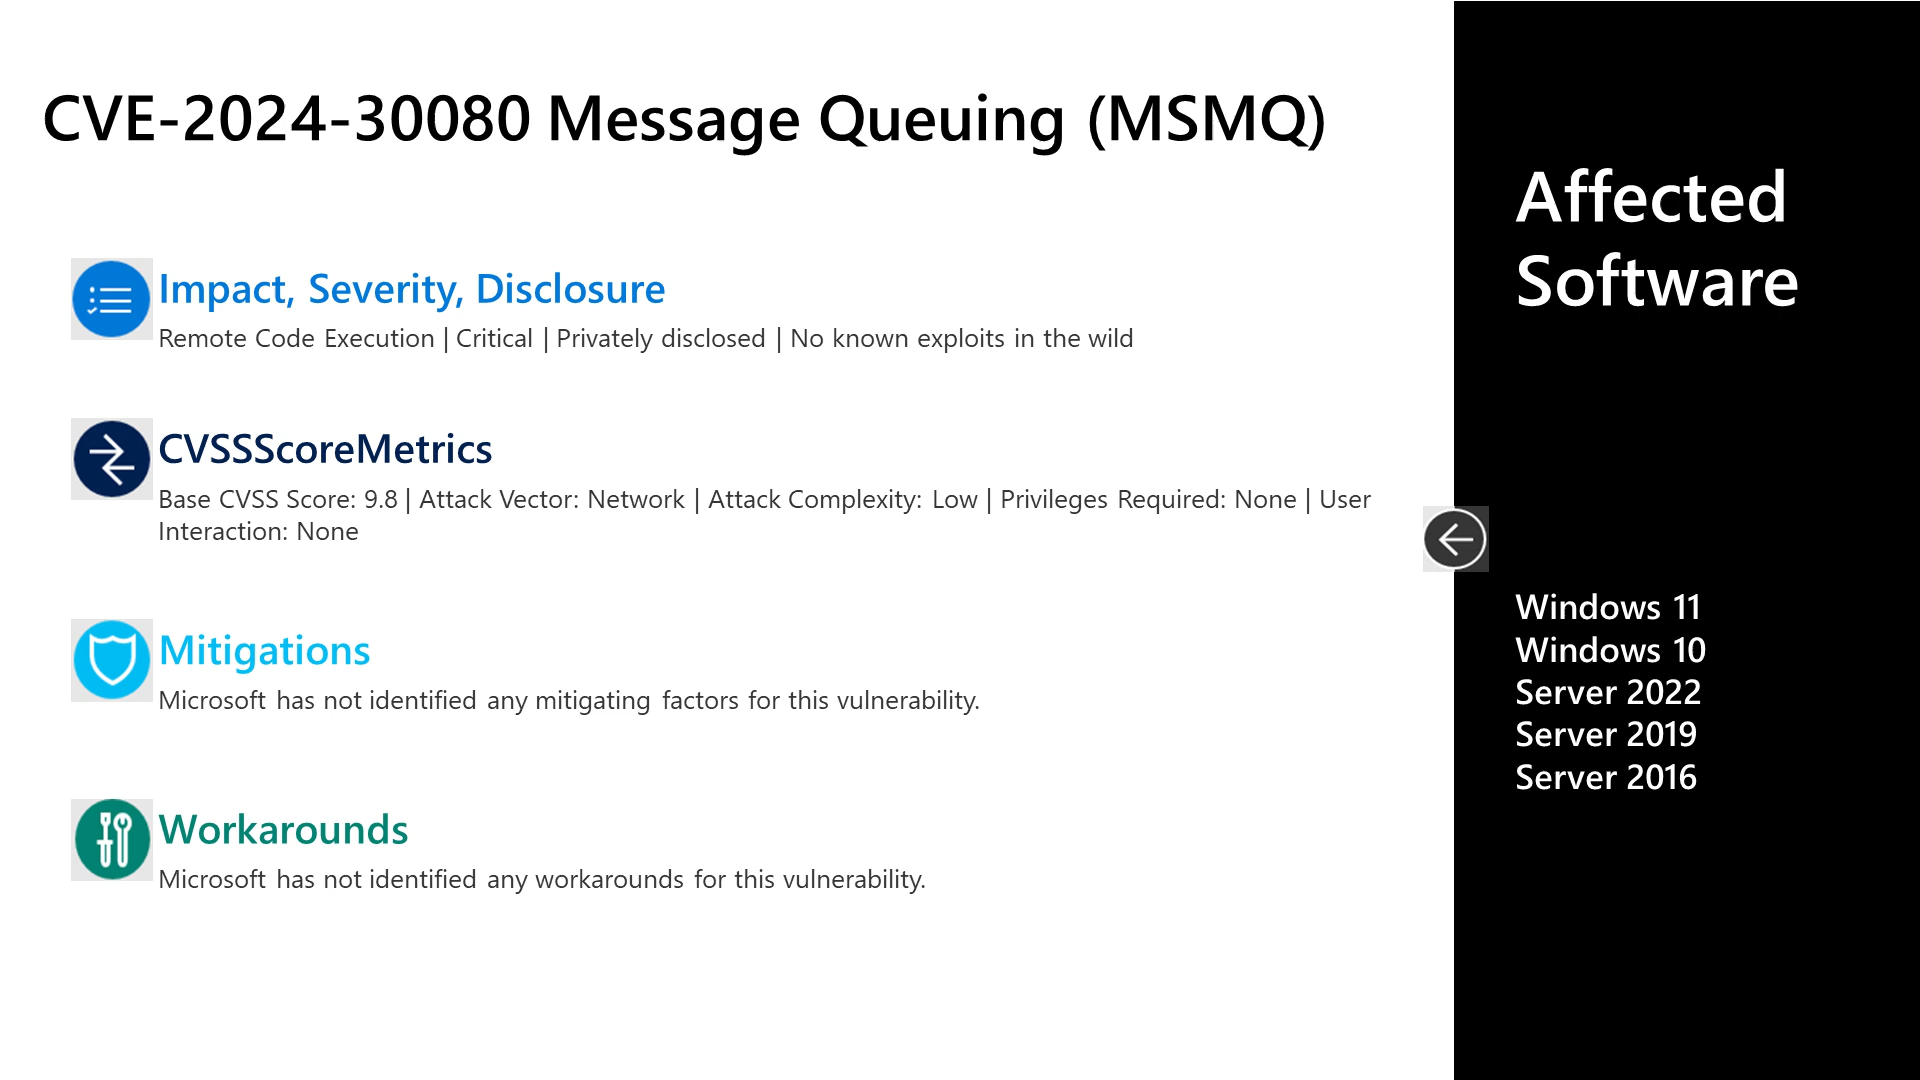 CVE-2024-30080 Message Queuing (MSMQ)
Impact, Severity, Disclosure
Remote Code Execution | Critical | Privately disclosed | No known exploits in the wild
CVSSScoreMetrics
Base CVSS Score: 9.8 | Attack Vector: Network | Attack Complexity: Low | Privileges Required: None | User
Interaction: None
Mitigations
Microsoft has not identified any mitigating factors for this vulnerability.
Workarounds
Microsoft has not identified any workarounds for this vulnerability.
Affected
Software
Windows 11
Windows 10
Server 2022
Server 2019
Server 2016